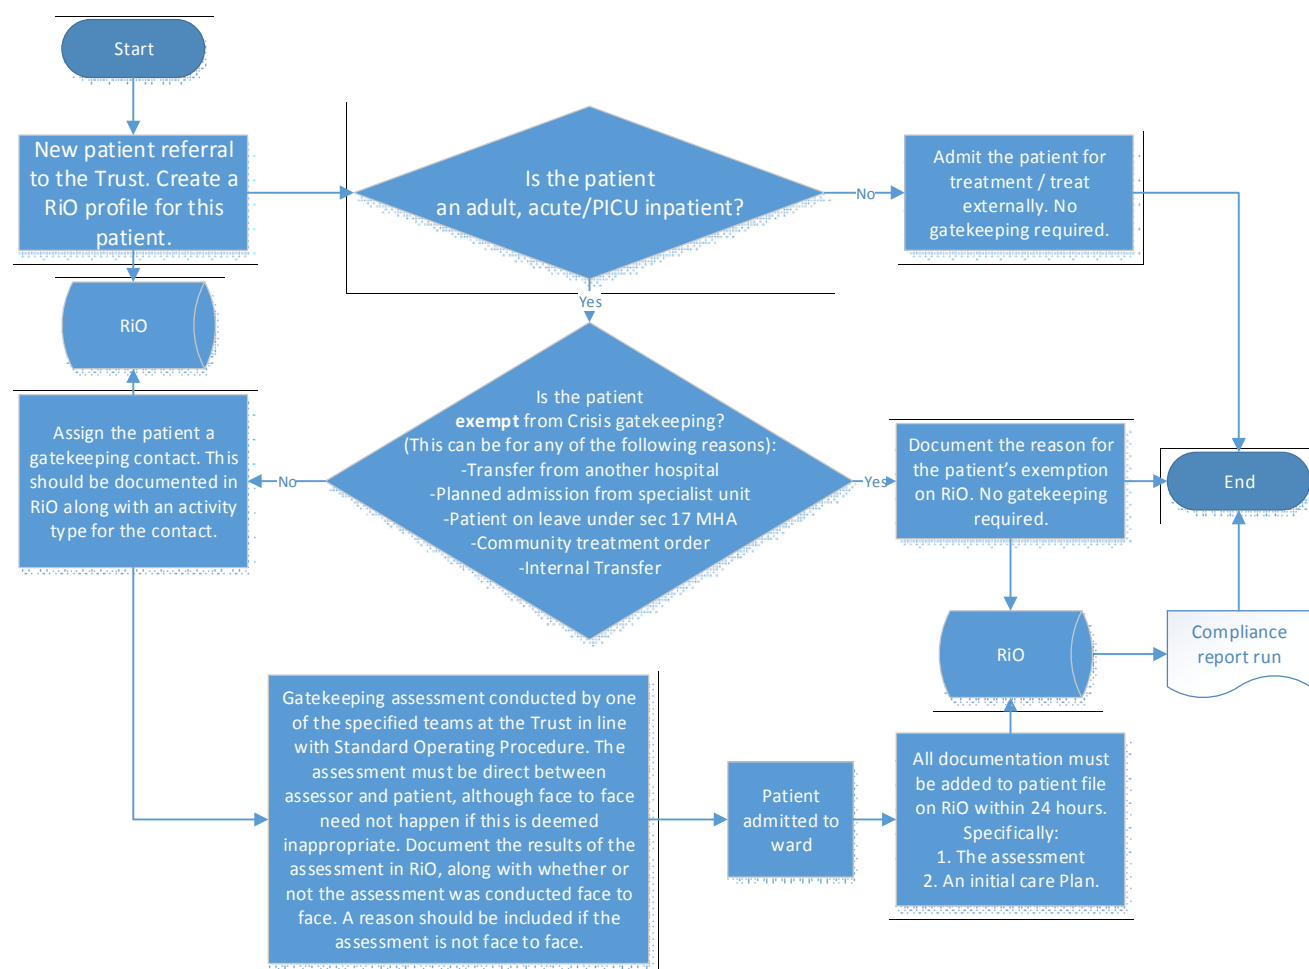 Start
New patient referral
to the Trust. Create a
RiO profile for this
patient.
Is the patient
an adult, acute/PICU inpatient?
No
Admit the patient for
treatment / treat
externally. No
gatekeeping required.
Yes
RiO
Is the patient
exempt from Crisis gatekeeping?
(This can be for any of the following reasons):
-Transfer from another hospital
-Planned admission from specialist unit
-Patient on leave under sec 17 MHA
-Community treatment order
-Internal Transfer
No
Assign the patient a
gatekeeping contact. This
should be documented in
RiO along with an activity
type for the contact.
Yes
Document the reason for
the patient’s exemption
on RiO. No gatekeeping
required.
End
RiO
Compliance
report run
Gatekeeping assessment conducted by one
of the specified teams at the Trust in line
with Standard Operating Procedure. The
assessment must be direct between
assessor and patient, although face to face
need not happen if this is deemed
inappropriate. Document the results of the
assessment in RiO, along with whether or
not the assessment was conducted face to
face. A reason should be included if the
assessment is not face to face.
Patient
admitted to
ward
All documentation must
be added to patient file
on RiO within 24 hours.
Specifically:
1. The assessment
2. An initial care Plan.